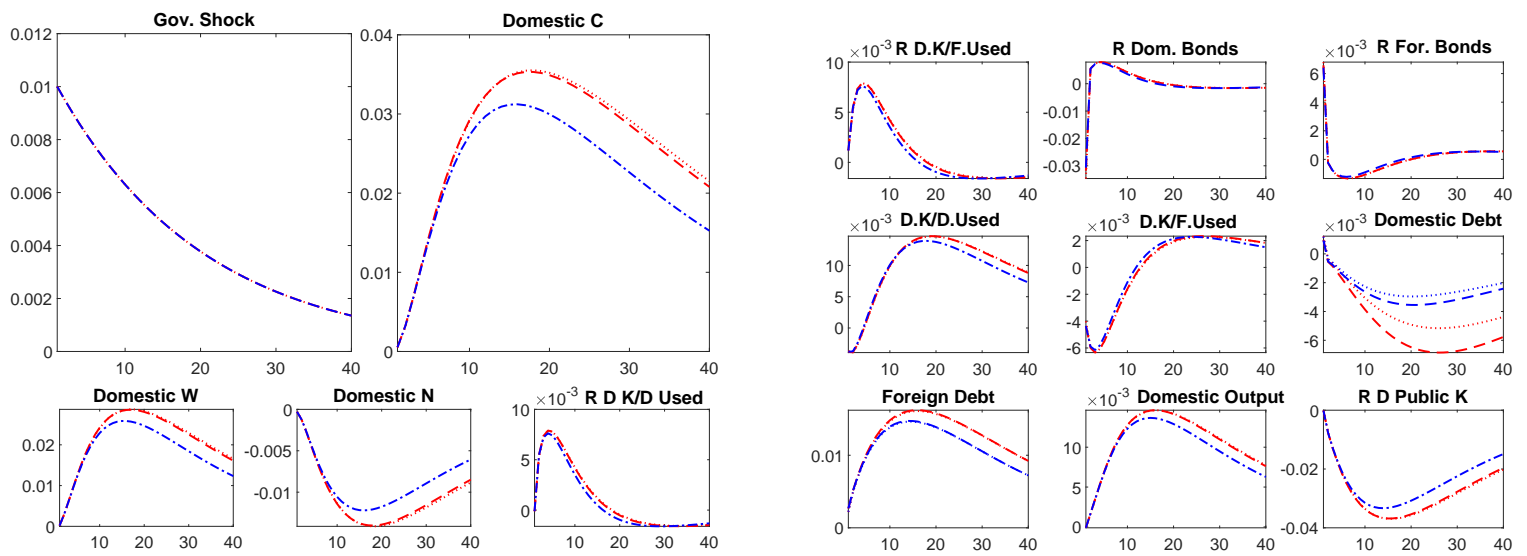 Gov. Shock
0.012
0.01
0.008
0.006
0.004
0.002
0
10 20 30 40
Domestic C
0.04
0.03
0.02
0.01
0
10 20 30 40
Domestic W
0.02
0.01
0
10 20 30 40
Domestic N
0
-0.005
-0.01
10 20 30 40
×10-3 R D K/D Used
10
5
0
10 20 30 40
×10-3 R D.K/F.Used
10
5
0
10 20 30 40
R Dom. Bonds
0
-0.01
-0.02
-0.03
10 20 30 40
×10-3 R For. Bonds
6
4
2
0
10 20 30 40
×10-3 D.K/D.Used
10
5
0
10 20 30 40
×10-3 D.K/F.Used
2
0
-2
-4
-6
10 20 30 40
×10-3 Domestic Debt
0
-2
-4
-6
10 20 30 40
Foreign Debt
0.01
0
10 20 30 40
×10-3 Domestic Output
10
5
0
10 20 30 40
R D Public K
0
-0.02
-0.04
10 20 30 40